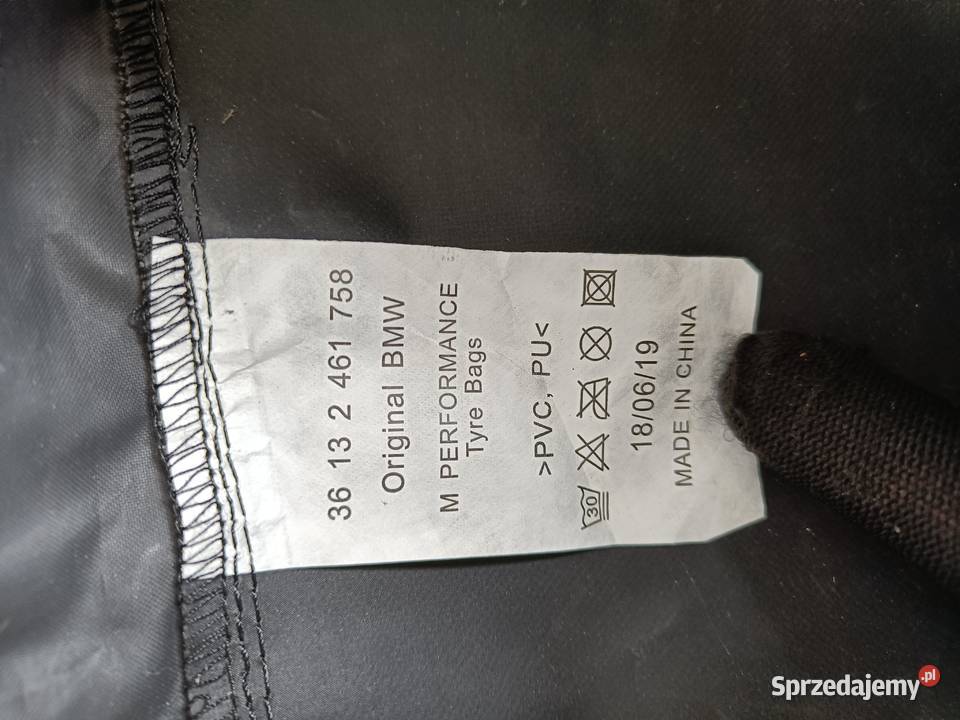 36 13 2 461 758
Original BMW
M PERFORMANCE
Tyre Bags
>PVC, PU<
30
18/06/19
MADE IN CHINA
Sprzedajemy.pl